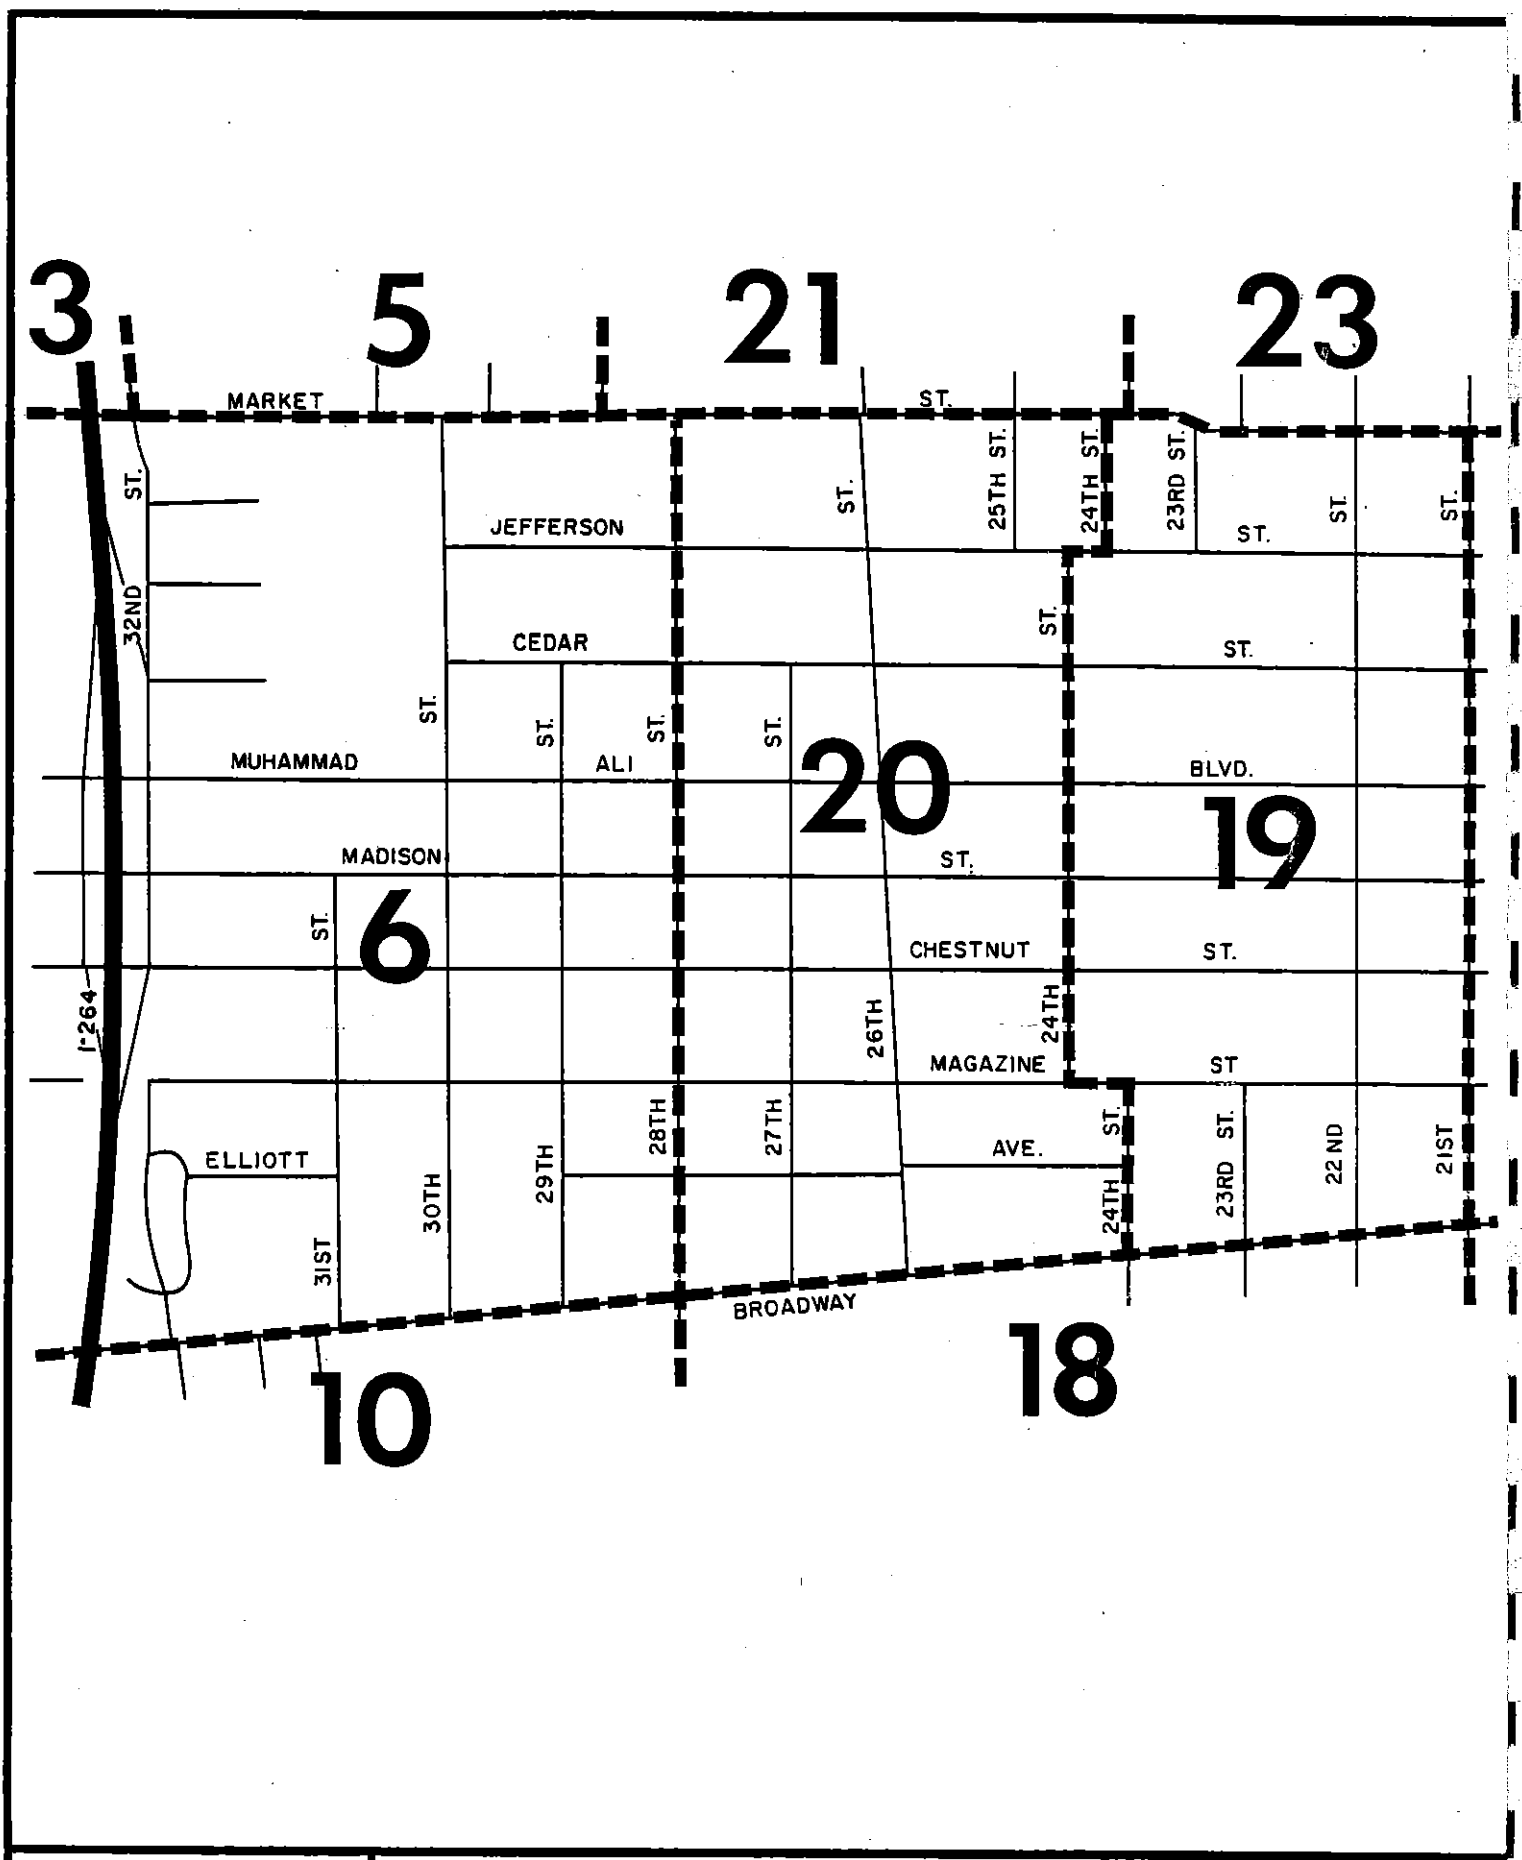 3 5 21 23
MARKET ST.
ST. ST. 25TH ST. 24TH ST. 23RD ST. ST. ST.
JEFFERSON ST.
32ND ST.
CEDAR ST.
ST. ST. ST. ST.
MUHAMMAD ALI BLVD.
20 19
MADISON ST.
6
ST.
CHESTNUT ST.
I-264 26TH 24TH
MAGAZINE ST
28TH 27TH ST. ST.
ELLIOTT AVE.
31ST 30TH 29TH 24TH 23RD 22ND 21ST
BROADWAY
10 18